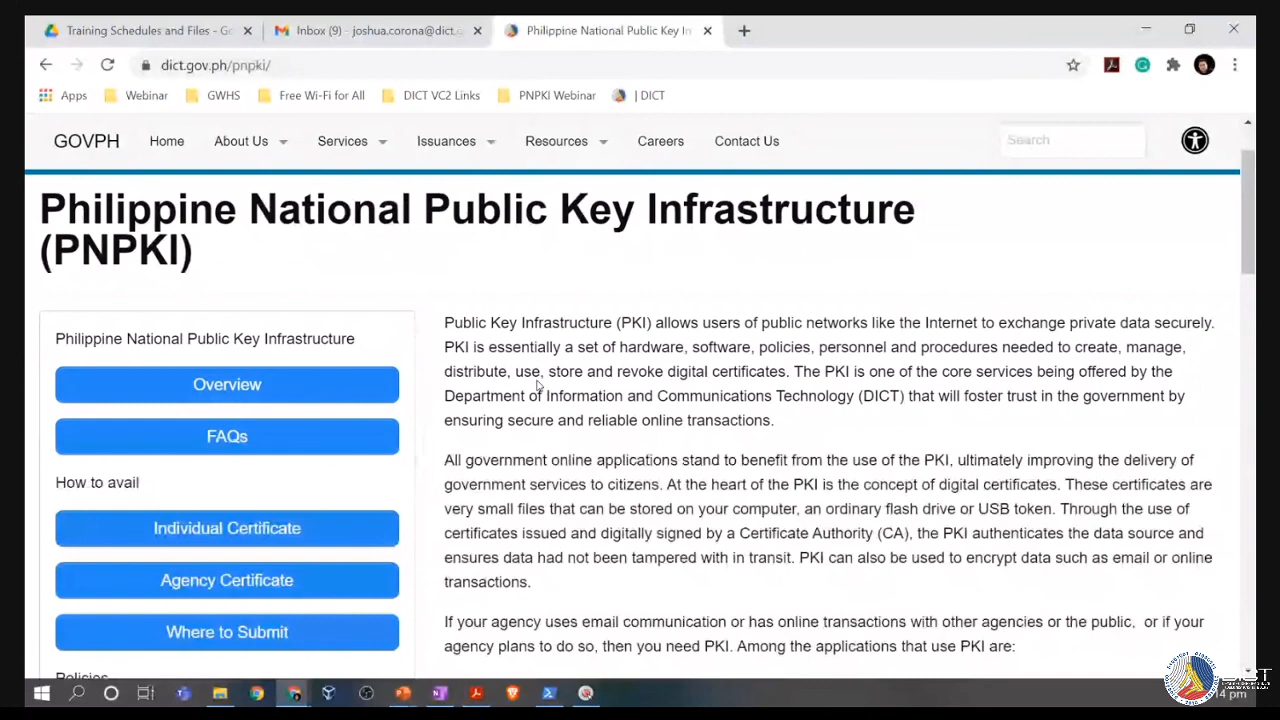 Training Schedules and Files - Go
Inbox (9) - joshua.corona@dict.g
Philippine National Public Key In
dict.gov.ph/pnpki/
Apps
Webinar
GWHS
Free Wi-Fi for All
DICT VC2 Links
PNPKI Webinar
| DICT
GOVPH
Home
About Us
Services
Issuances
Resources
Careers
Contact Us
Search
Philippine National Public Key Infrastructure
(PNPKI)
Philippine National Public Key Infrastructure
Overview
FAQs
How to avail
Individual Certificate
Agency Certificate
Where to Submit
Policies
Public Key Infrastructure (PKI) allows users of public networks like the Internet to exchange private data securely.
PKI is essentially a set of hardware, software, policies, personnel and procedures needed to create, manage,
distribute, use, store and revoke digital certificates. The PKI is one of the core services being offered by the
Department of Information and Communications Technology (DICT) that will foster trust in the government by
ensuring secure and reliable online transactions.
All government online applications stand to benefit from the use of the PKI, ultimately improving the delivery of
government services to citizens. At the heart of the PKI is the concept of digital certificates. These certificates are
very small files that can be stored on your computer, an ordinary flash drive or USB token. Through the use of
certificates issued and digitally signed by a Certificate Authority (CA), the PKI authenticates the data source and
ensures data had not been tampered with in transit. PKI can also be used to encrypt data such as email or online
transactions.
If your agency uses email communication or has online transactions with other agencies or the public, or if your
agency plans to do so, then you need PKI. Among the applications that use PKI are:
DICT
14 pm